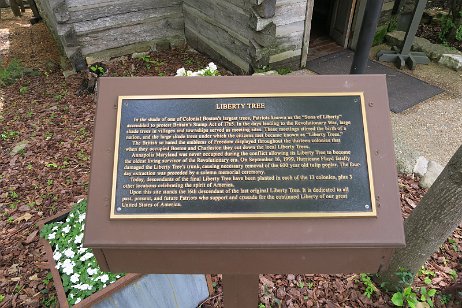 LIBERTY TREE
In the shade of one of Colonial Boston's largest trees, Patriots known as the "Sons of Liberty"
assembled to protest Britain's Stamp Act of 1765. In the days leading to the Revolutionary War, large
shade trees in villages and townships served as meeting sites. These meetings stirred the birth of a
nation, and the large shade trees soon became known as "Liberty Trees."
The British so hated the emblems of Freedom displayed throughout the thirteen colonies that
when they occupied Boston and Charleston they cut down the local Liberty Trees.
Annapolis Maryland was never occupied during the conflict allowing its Liberty Tree to become
the oldest living survivor of the Revolutionary era. On September 16, 1999, Hurricane Floyd fatally
damaged the Liberty Tree's trunk, causing necessary removal of the 600 year old tulip poplar. The four-
day extraction was preceded by a solemn memorial ceremony.
Today, descendants of the final Liberty Tree have been planted in each of the 13 colonies, plus 3
other locations celebrating the spirit of America.
Upon this site stands the 16th daughter of the last original Liberty Tree. It is dedicated to all
past, present, and future Patriots who support and crusade for the continued Liberty of our great
United States of America.